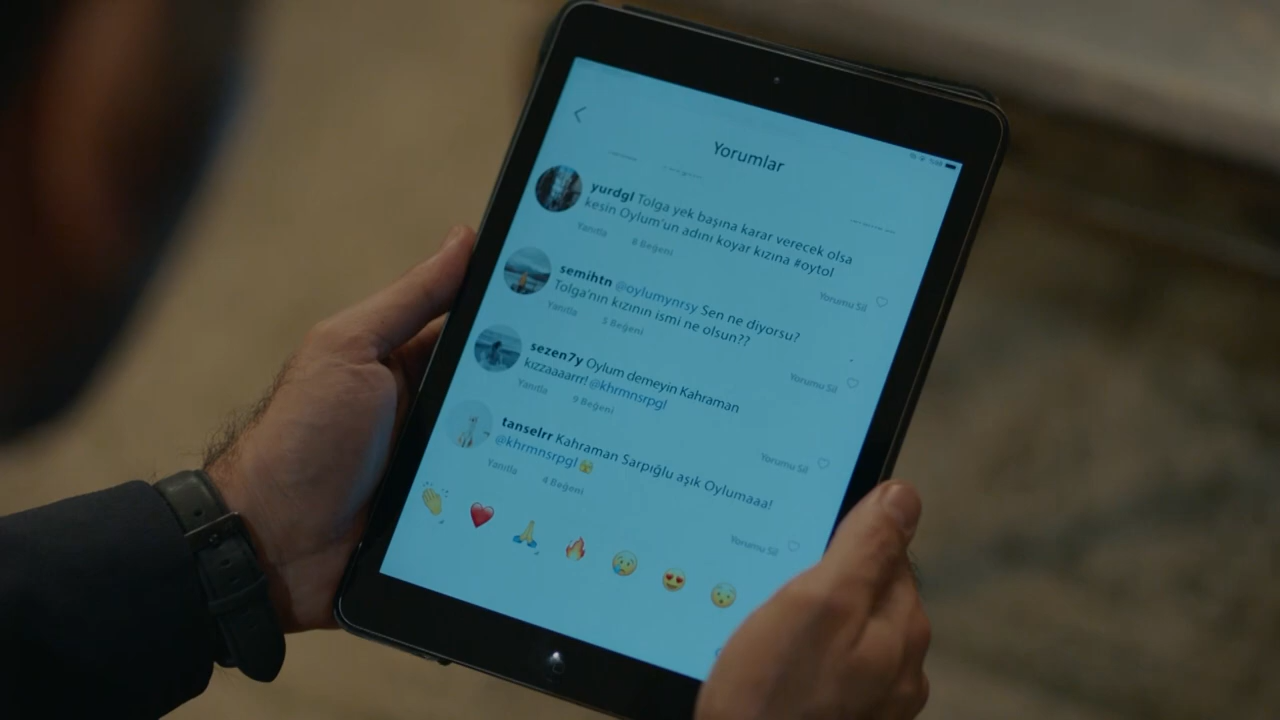 Yorumlar
yurdgl Tolga yek başına karar verecek olsa
kesin Oylum'un adını koyar kızına #oytol
Yanıtla 8 Beğeni
Yorumu Sil
semihtn @oylumynrsy Sen ne diyorsu?
Tolga'nın kızının ismi ne olsun??
Yanıtla 5 Beğeni
Yorumu Sil
sezen7y Oylum demeyin Kahraman
kızzaaaarrr! @khrmnsrpgl
Yanıtla 9 Beğeni
Yorumu Sil
tanselrr Kahraman Sarpığlu aşık Oylumaaa!
@khrmnsrpgl
Yanıtla 4 Beğeni
Yorumu Sil